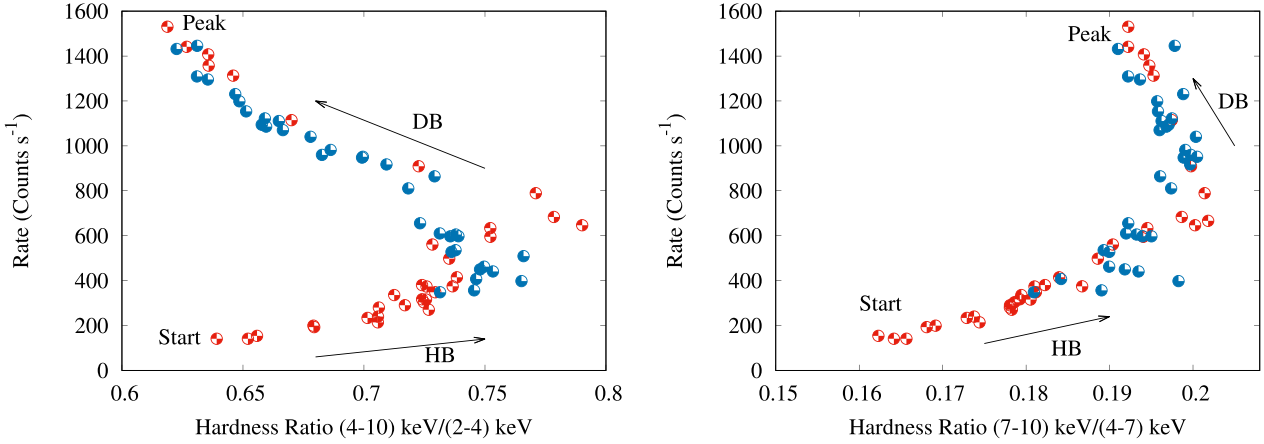 1600
1400
1200
1000
800
600
400
200
0
Rate (Counts s⁻¹)
Peak
DB
Start
HB
0.6 0.65 0.7 0.75 0.8
Hardness Ratio (4-10) keV/(2-4) keV
1600
1400
1200
1000
800
600
400
200
0
Rate (Counts s⁻¹)
Peak
DB
Start
HB
0.15 0.16 0.17 0.18 0.19 0.2
Hardness Ratio (7-10) keV/(4-7) keV